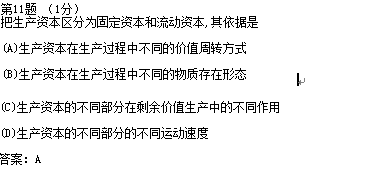 第11题 (1分)
把生产资本区分为固定资本和流动资本,其依据是
(A)生产资本在生产过程中不同的价值周转方式
(B)生产资本在生产过程中不同的物质存在形态
(C)生产资本的不同部分在剩余价值生产中的不同作用
(D)生产资本的不同部分的不同运动速度
答案: A